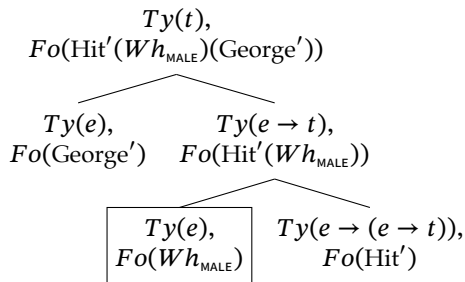 Ty(t),
Fo(Hit′(Wh_MALE)(George′))
Ty(e), Ty(e → t),
Fo(George′) Fo(Hit′(Wh_MALE))
Ty(e), Ty(e → (e → t)),
Fo(Wh_MALE) Fo(Hit′)